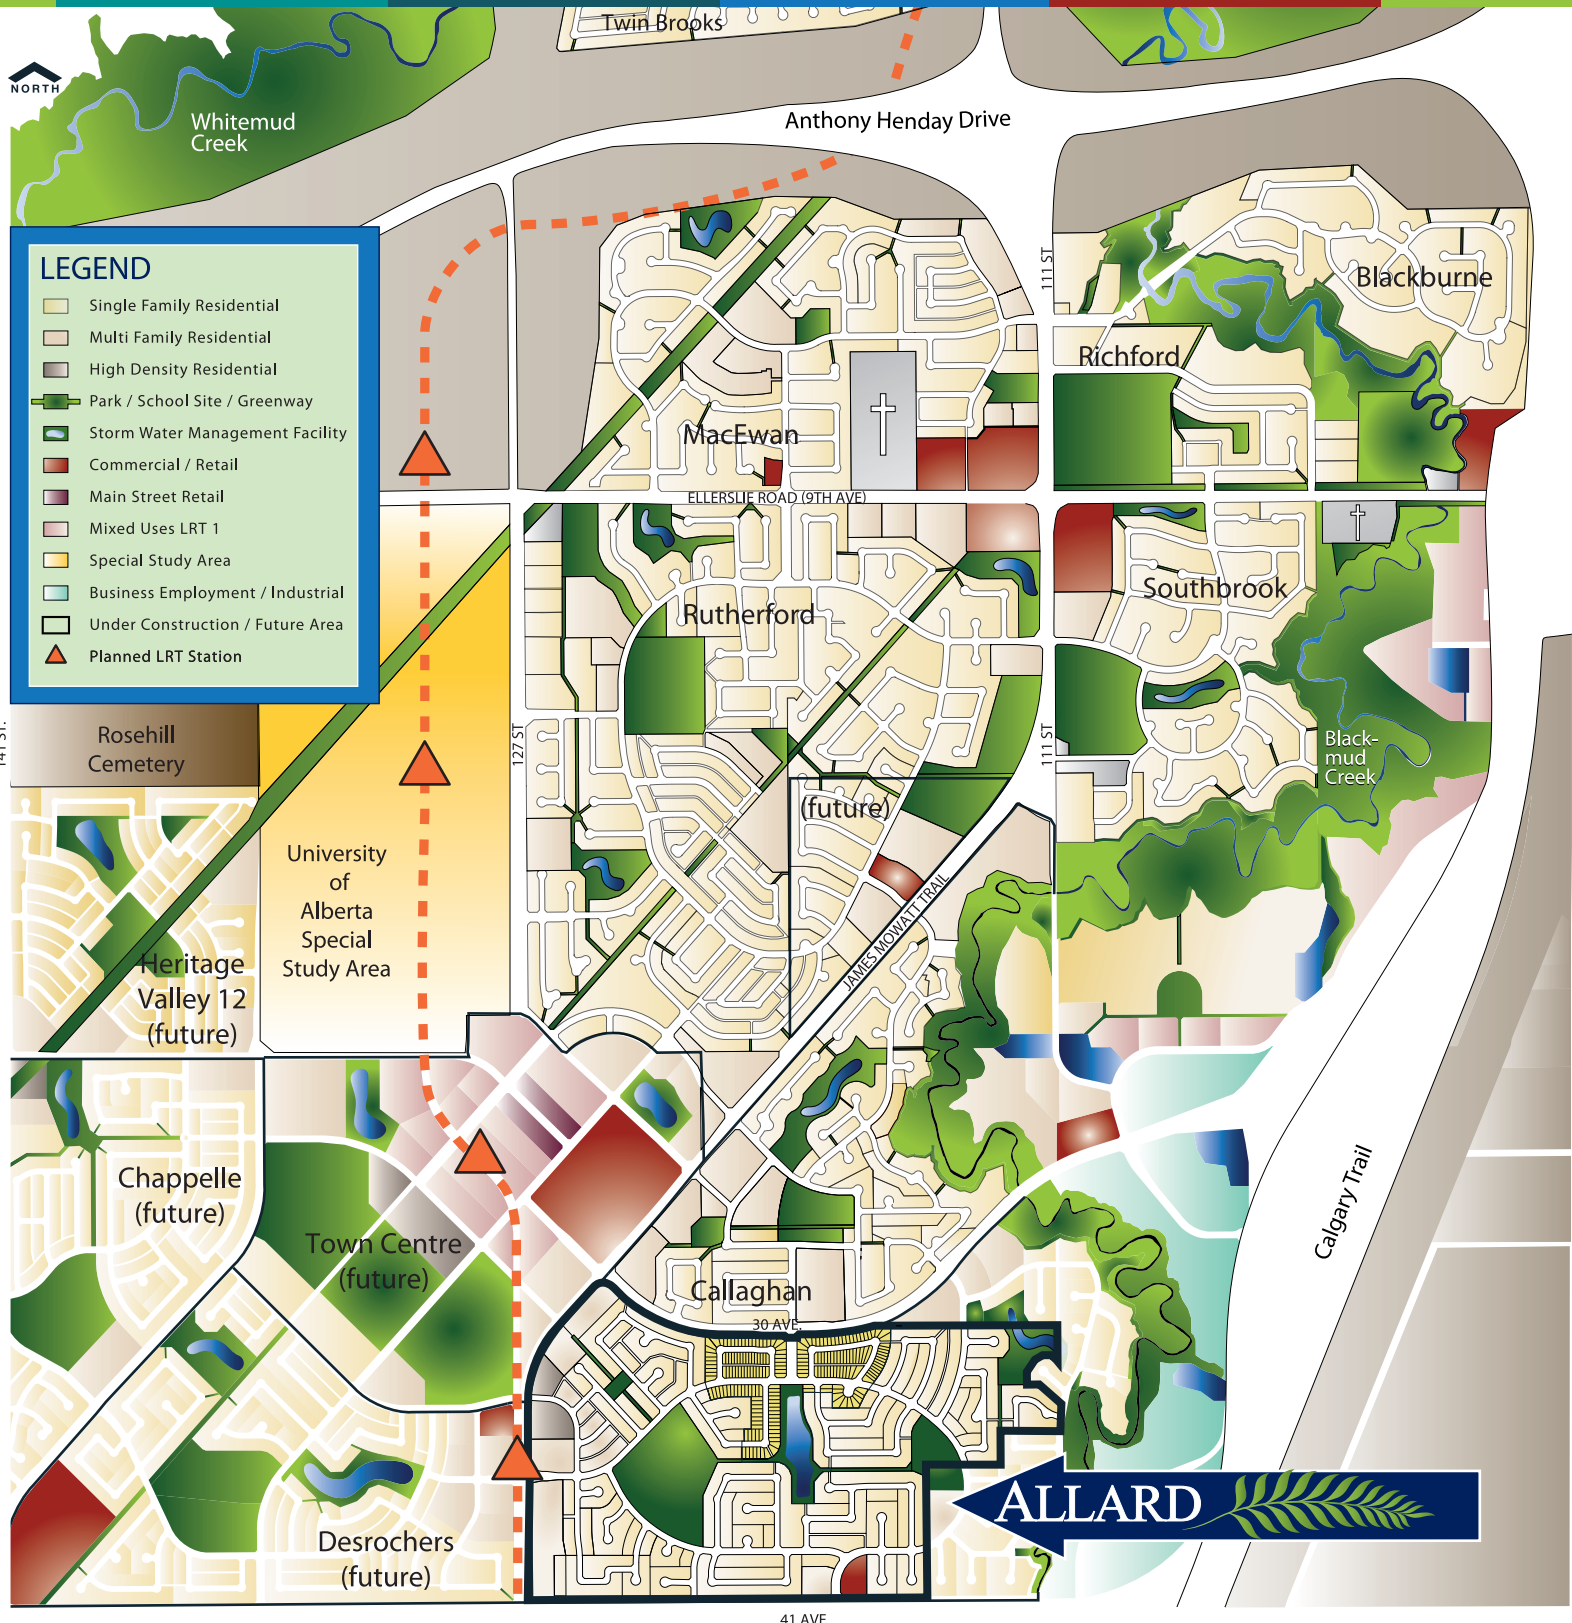 Twin Brooks
NORTH
Whitemud
Creek
Anthony Henday Drive
LEGEND
Single Family Residential
Multi Family Residential
High Density Residential
Park / School Site / Greenway
Storm Water Management Facility
Commercial / Retail
Main Street Retail
Mixed Uses LRT 1
Special Study Area
Business Employment / Industrial
Under Construction / Future Area
Planned LRT Station
111 ST
Blackburne
Richford
MacEwan
ELLERSLIE ROAD (9TH AVE)
Rutherford
Southbrook
141 ST.
Rosehill
Cemetery
127 ST
111 ST
Black-
mud
Creek
(future)
University
of
Alberta
Special
Study Area
JAMES MOWATT TRAIL
Heritage
Valley 12
(future)
Chappelle
(future)
Town Centre
(future)
Calgary Trail
Callaghan
30 AVE.
ALLARD
Desrochers
(future)
41 AVE